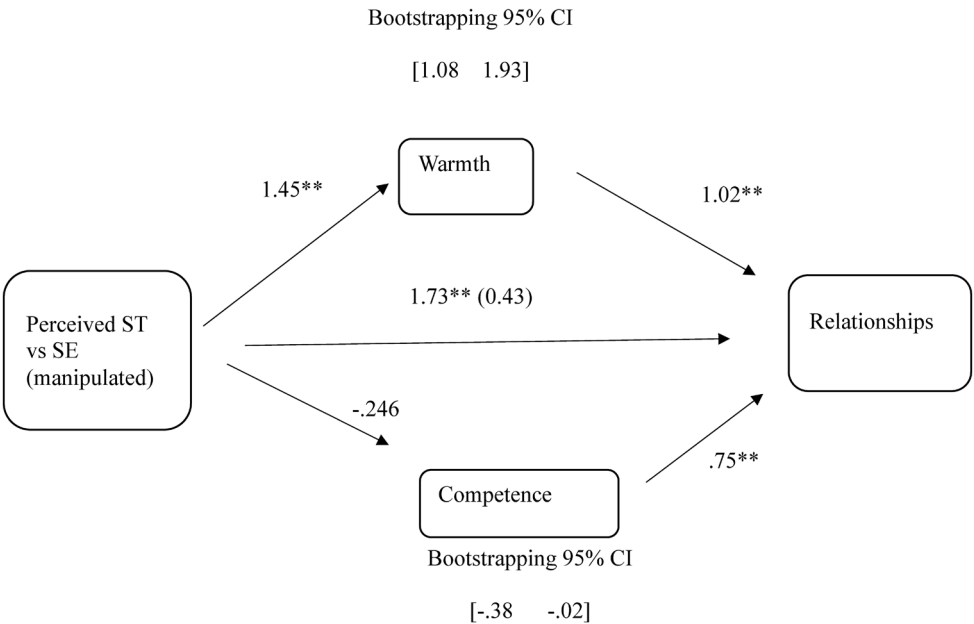 Bootstrapping 95% CI
[1.08 1.93]
Warmth
1.45**
1.02**
1.73** (0.43)
Perceived ST
vs SE
(manipulated)
Relationships
-.246
.75**
Competence
Bootstrapping 95% CI
[-.38 -.02]